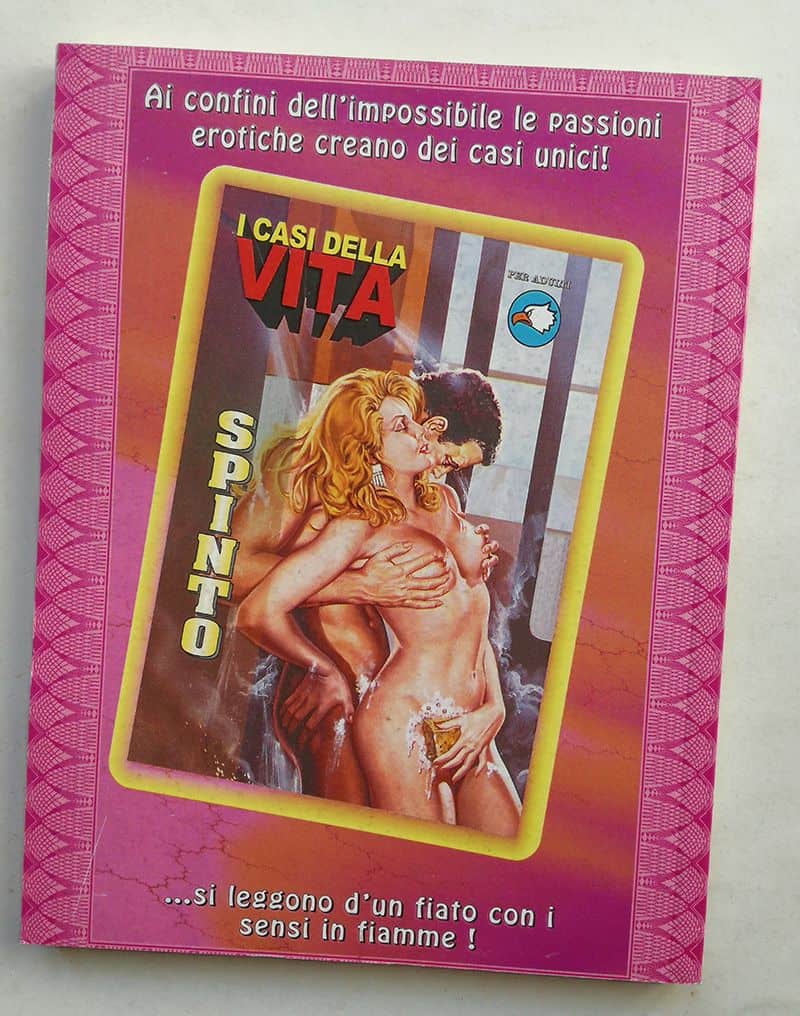 Ai confini dell'impossibile le passioni
erotiche creano dei casi unici!
I CASI DELLA
VITA
PER ADULTI
SPINTO
...si leggono d'un fiato con i
sensi in fiamme !